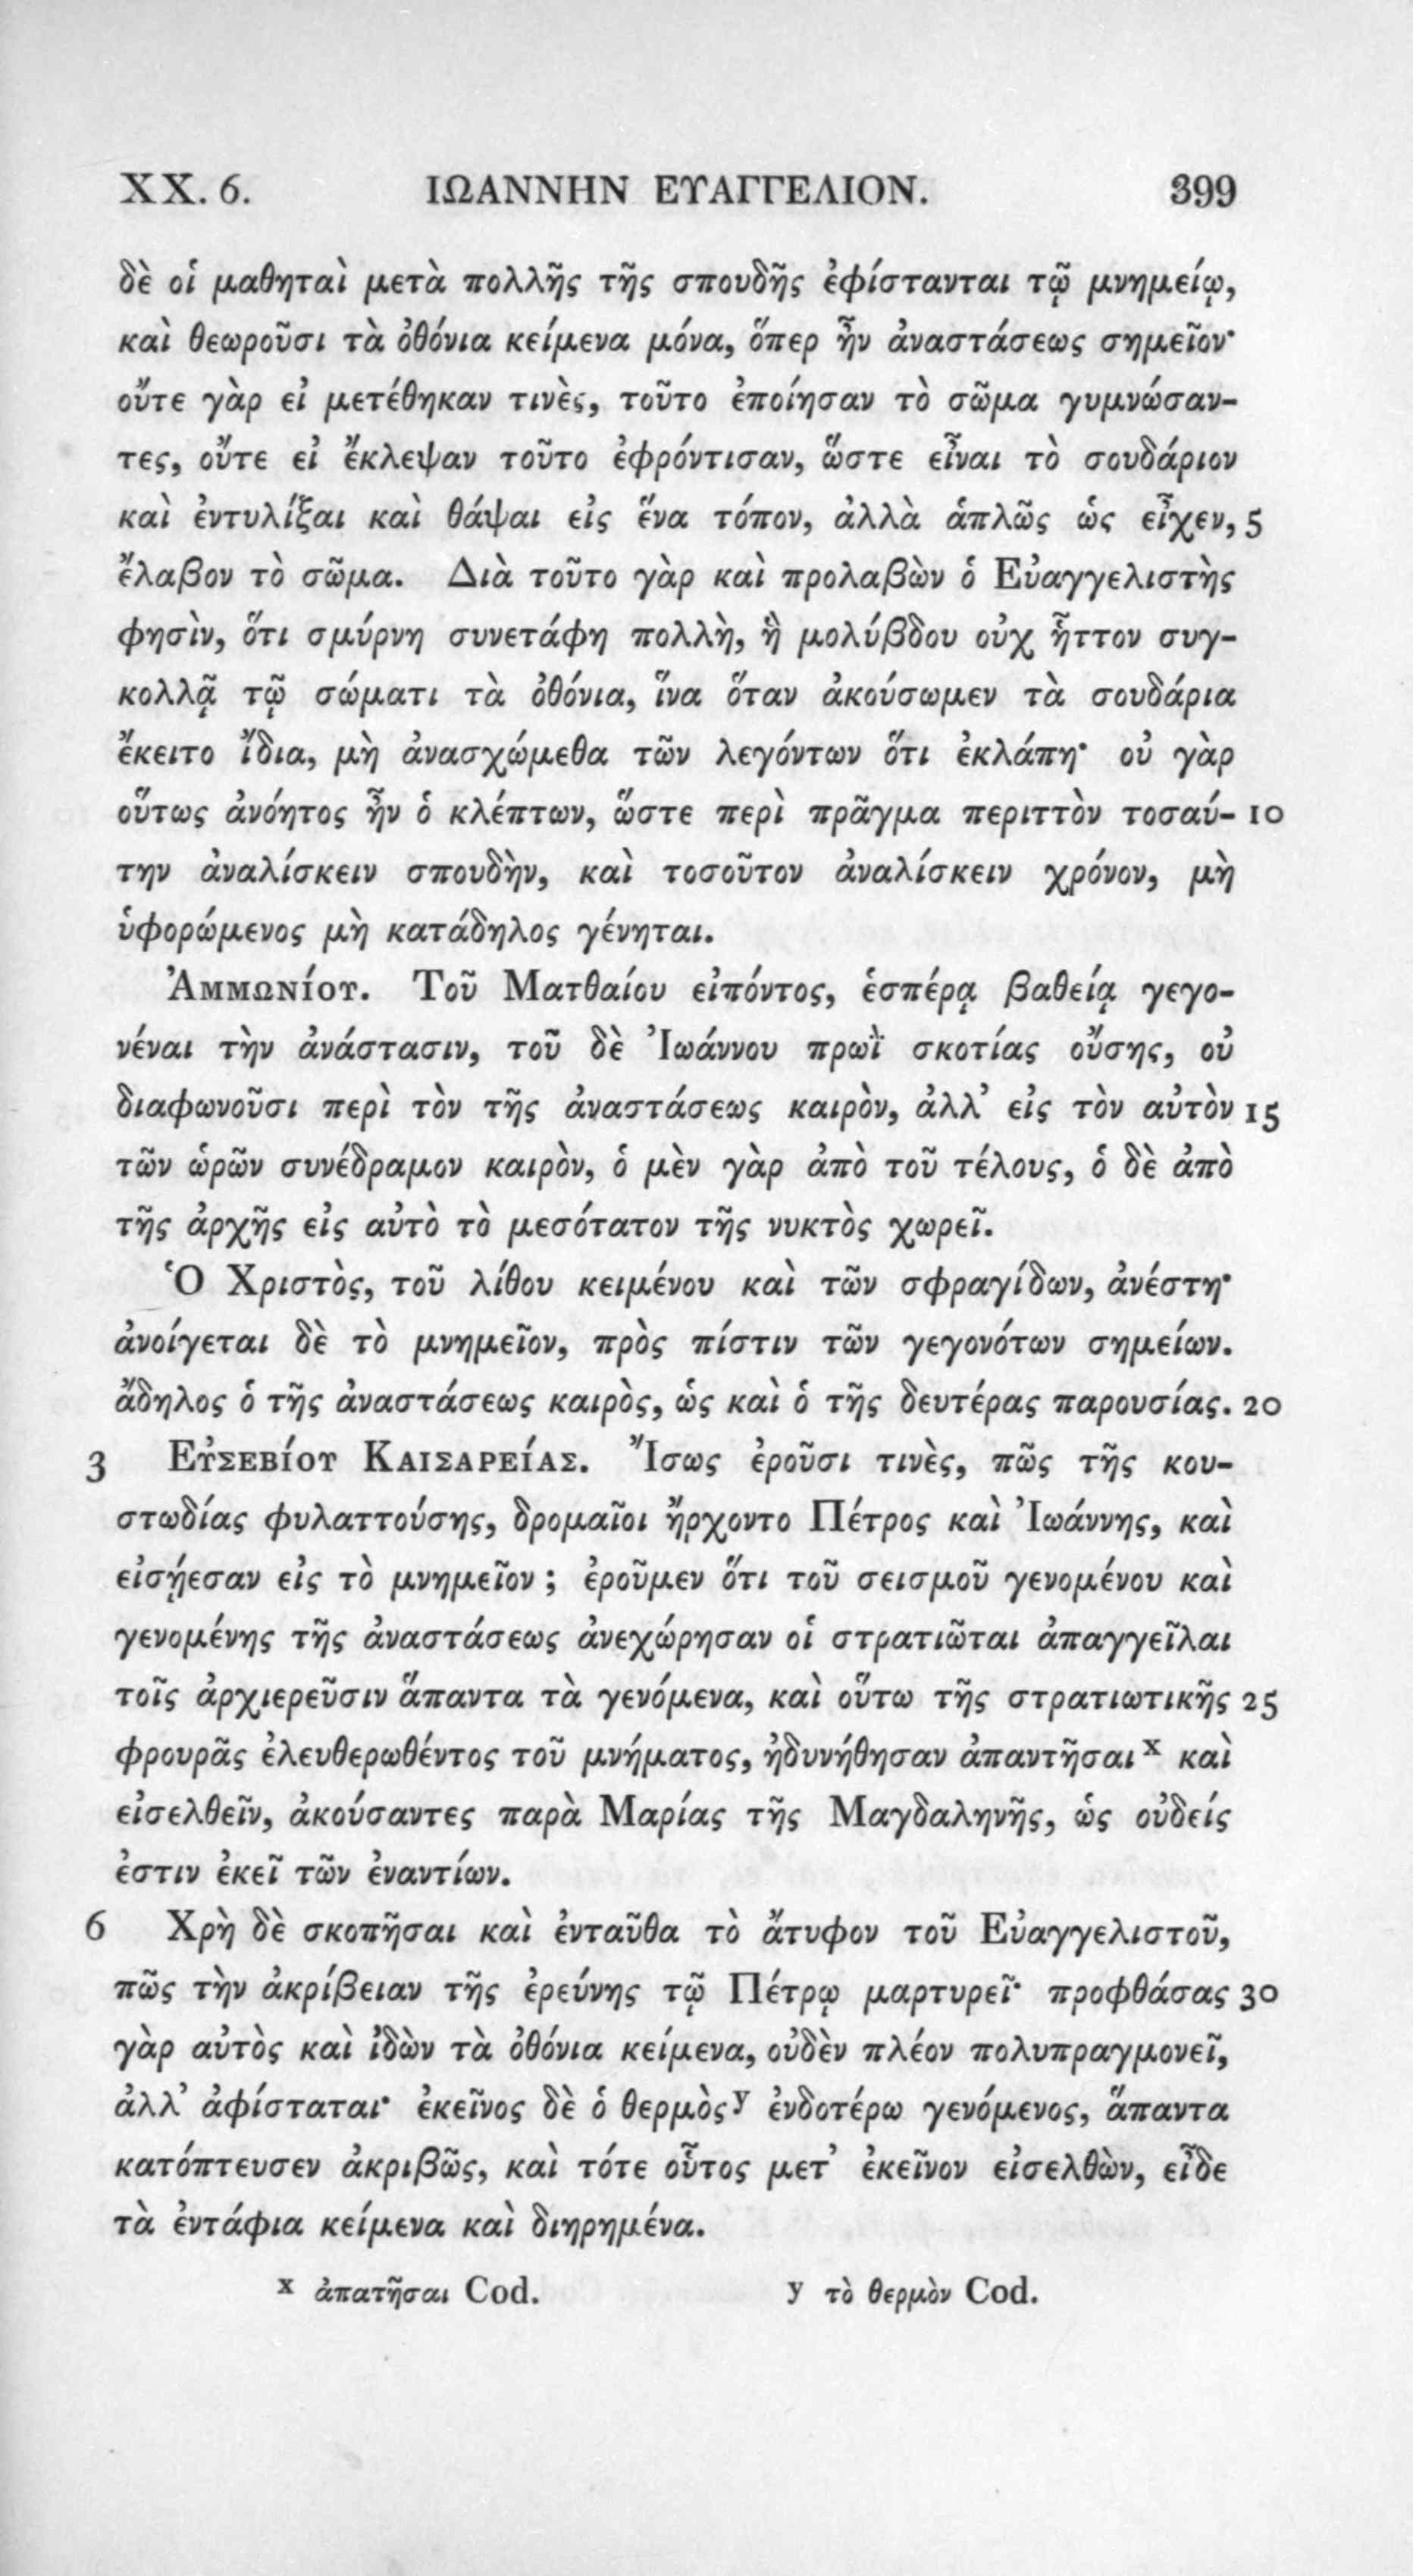 XX. 6. ΙΩΑΝΝΗΝ ΕΥΑΓΓΕΛΙΟΝ. 399
δὲ οἱ μαθηταὶ μετὰ πολλῆς τῆς σπουδῆς ἐφίστανται τῷ μνημείῳ,
καὶ θεωροῦσι τὰ ὀθόνια κείμενα μόνα, ὅπερ ἦν ἀναστάσεως σημεῖον·
οὔτε γὰρ εἰ μετέθηκαν τινὲς, τοῦτο ἐποίησαν τὸ σῶμα γυμνώσαν-
τες, οὔτε εἰ ἔκλεψαν τοῦτο ἐφρόντισαν, ὥστε εἶναι τὸ σουδάριον
καὶ ἐντυλίξαι καὶ θάψαι εἰς ἕνα τόπον, ἀλλὰ ἁπλῶς ὡς εἶχεν, 5
ἔλαβον τὸ σῶμα. Διὰ τοῦτο γὰρ καὶ προλαβὼν ὁ Εὐαγγελιστὴς
φησὶν, ὅτι σμύρνη συνετάφη πολλὴ, ἣ μολύβδου οὐχ ἧττον συγ-
κολλᾷ τῷ σώματι τὰ ὀθόνια, ἵνα ὅταν ἀκούσωμεν τὰ σουδάρια
ἔκειτο ἴδια, μὴ ἀνασχώμεθα τῶν λεγόντων ὅτι ἐκλάπη· οὐ γὰρ
οὕτως ἀνόητος ἦν ὁ κλέπτων, ὥστε περὶ πρᾶγμα περιττὸν τοσαύ- 10
την ἀναλίσκειν σπουδὴν, καὶ τοσοῦτον ἀναλίσκειν χρόνον, μὴ
ὑφορώμενος μὴ κατάδηλος γένηται.
Ἀμμωνίου. Τοῦ Ματθαίου εἰπόντος, ἑσπέρᾳ βαθείᾳ γεγο-
νέναι τὴν ἀνάστασιν, τοῦ δὲ Ἰωάννου πρωῒ σκοτίας οὔσης, οὐ
διαφωνοῦσι περὶ τὸν τῆς ἀναστάσεως καιρὸν, ἀλλ’ εἰς τὸν αὐτὸν 15
τῶν ὡρῶν συνέδραμον καιρὸν, ὁ μὲν γὰρ ἀπὸ τοῦ τέλους, ὁ δὲ ἀπὸ
τῆς ἀρχῆς εἰς αὐτὸ τὸ μεσότατον τῆς νυκτὸς χωρεῖ.
Ὁ Χριστὸς, τοῦ λίθου κειμένου καὶ τῶν σφραγίδων, ἀνέστη·
ἀνοίγεται δὲ τὸ μνημεῖον, πρὸς πίστιν τῶν γεγονότων σημείων.
ἄδηλος ὁ τῆς ἀναστάσεως καιρὸς, ὡς καὶ ὁ τῆς δευτέρας παρουσίας. 20
3 Εὐσεβίου Καισαρείας. Ἴσως ἐροῦσι τινὲς, πῶς τῆς κου-
στωδίας φυλαττούσης, δρομαῖοι ἤρχοντο Πέτρος καὶ Ἰωάννης, καὶ
εἰσῄεσαν εἰς τὸ μνημεῖον ; ἐροῦμεν ὅτι τοῦ σεισμοῦ γενομένου καὶ
γενομένης τῆς ἀναστάσεως ἀνεχώρησαν οἱ στρατιῶται ἀπαγγεῖλαι
τοῖς ἀρχιερεῦσιν ἅπαντα τὰ γενόμενα, καὶ οὕτω τῆς στρατιωτικῆς 25
φρουρᾶς ἐλευθερωθέντος τοῦ μνήματος, ἠδυνήθησαν ἀπαντῆσαι x καὶ
εἰσελθεῖν, ἀκούσαντες παρὰ Μαρίας τῆς Μαγδαληνῆς, ὡς οὐδείς
ἐστιν ἐκεῖ τῶν ἐναντίων.
6 Χρὴ δὲ σκοπῆσαι καὶ ἐνταῦθα τὸ ἄτυφον τοῦ Εὐαγγελιστοῦ,
πῶς τὴν ἀκρίβειαν τῆς ἐρεύνης τῷ Πέτρῳ μαρτυρεῖ· προφθάσας 30
γὰρ αὐτὸς καὶ ἰδὼν τὰ ὀθόνια κείμενα, οὐδὲν πλέον πολυπραγμονεῖ,
ἀλλ’ ἀφίσταται· ἐκεῖνος δὲ ὁ θερμὸς y ἐνδοτέρω γενόμενος, ἅπαντα
κατόπτευσεν ἀκριβῶς, καὶ τότε οὗτος μετ’ ἐκεῖνον εἰσελθὼν, εἶδε
τὰ ἐντάφια κείμενα καὶ διῃρημένα.
x ἀπατῆσαι Cod. y τὸ θερμὸν Cod.